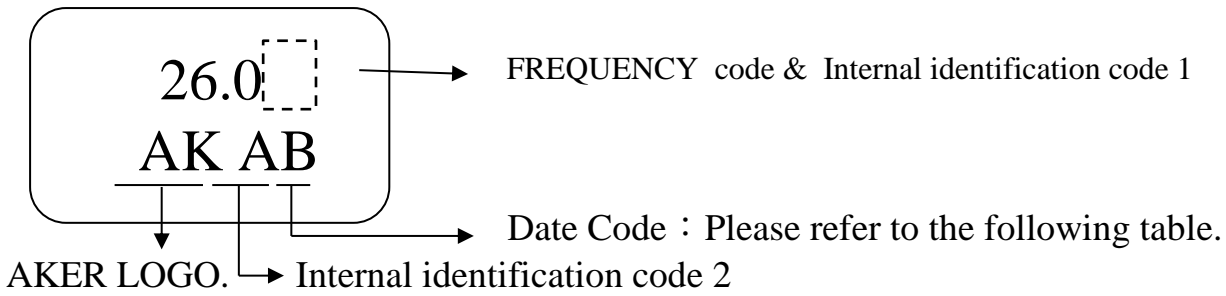 26.0
FREQUENCY code & Internal identification code 1
AK AB
Date Code：Please refer to the following table.
AKER LOGO.
Internal identification code 2